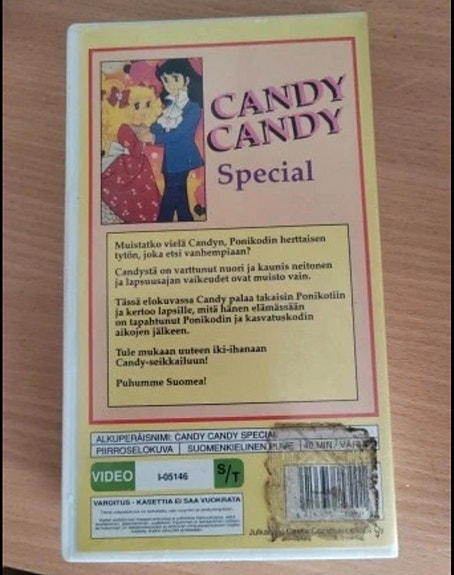 CANDY
CANDY
Special
Muistatko vielä Candyn, Ponikodin herttaisen
tytön, joka etsi vanhempiaan?
Candystä on varttunut nuori ja kaunis neitonen
ja lapsuusajan vaikeudet ovat muisto vain.
Tässä elokuvassa Candy palaa takaisin Ponikotiin
ja kertoo lapsille, mitä hänen elämässään
on tapahtunut Ponikodin ja kasvatuskodin
aikojen jälkeen.
Tule mukaan uuteen iki-ihanaan
Candy-seikkailuun!
Puhumme Suomea!
ALKUPERÄISNIMI: CANDY CANDY SPECIAL
PIIRROSELOKUVA SUOMENKIELINEN PUHE 40 MIN/ VÄRI
VIDEO I-05146 S/T
VAROITUS - KASETTIA EI SAA VUOKRATA